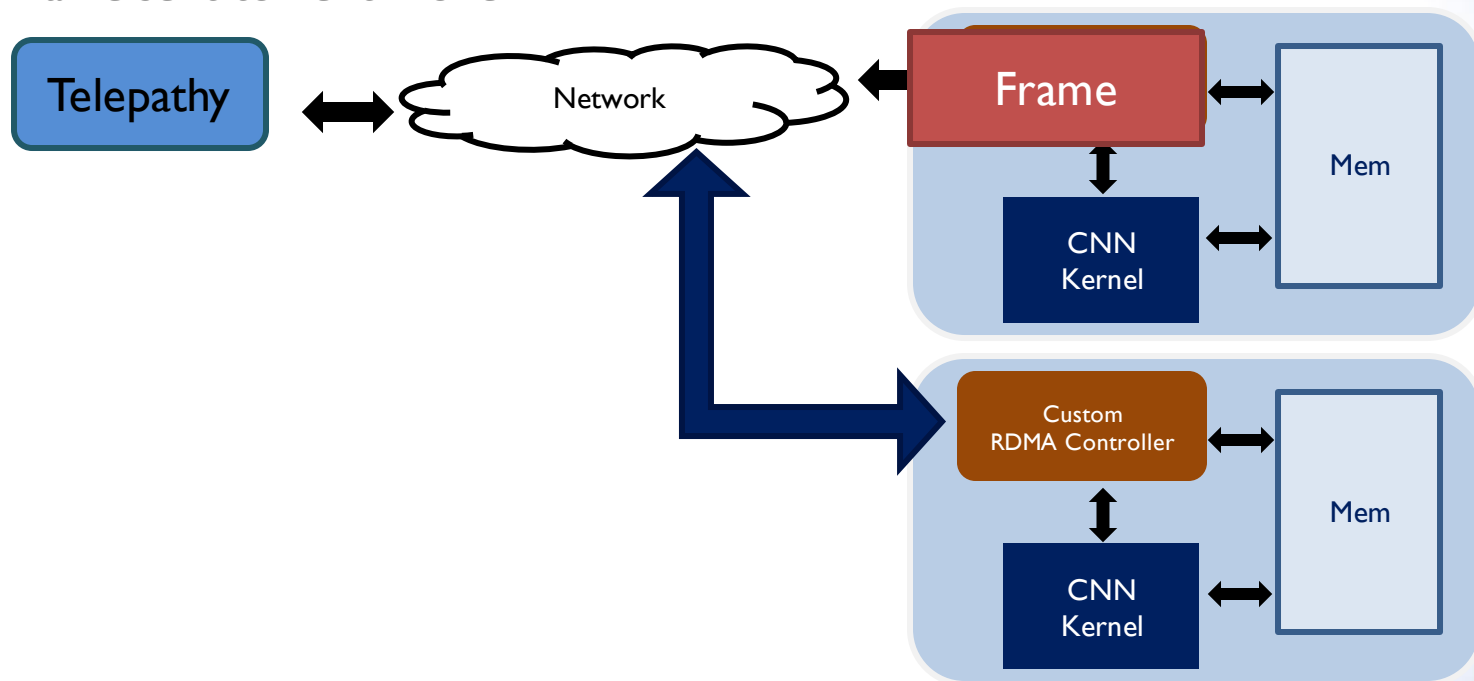 Telepathy
Network
Frame
Mem
CNN
Kernel
Custom
RDMA Controller
Mem
CNN
Kernel